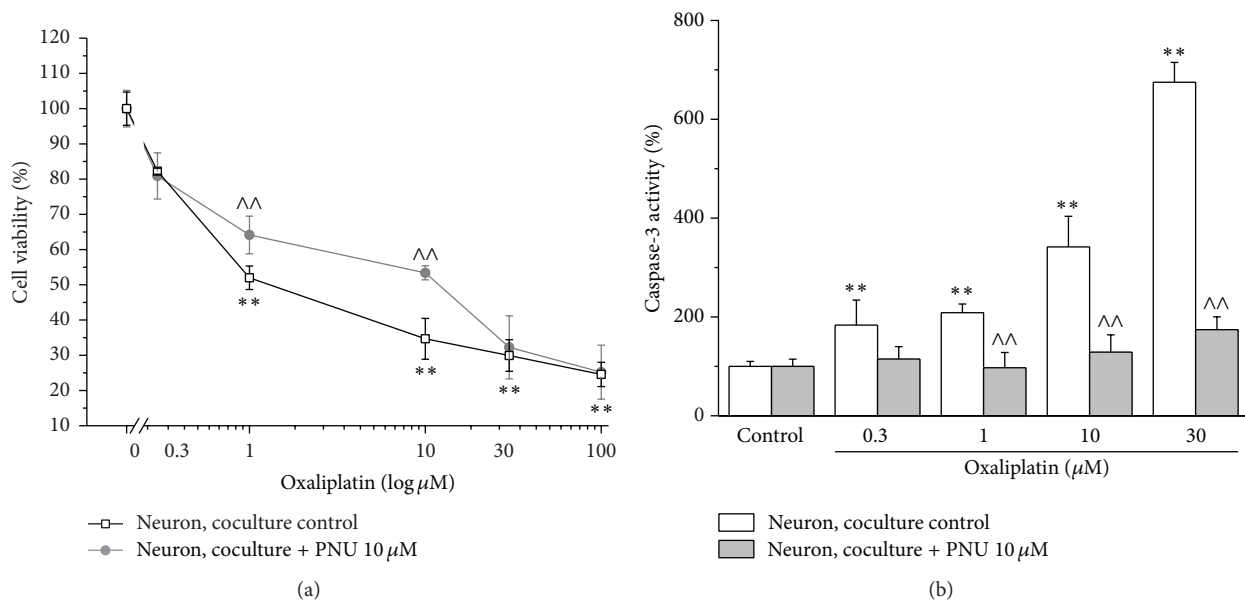 120
110
100
90
80
70
60
50
40
30
20
10
Cell viability (%)
^^
^^
**
**
**
**
0 0.3 1 10 30 100
Oxaliplatin (log μM)
Neuron, coculture control
Neuron, coculture + PNU 10 μM
(a)
800
600
400
200
0
Caspase-3 activity (%)
**
**
**
**
^^
^^
^^
Control 0.3 1 10 30
Oxaliplatin (μM)
Neuron, coculture control
Neuron, coculture + PNU 10 μM
(b)